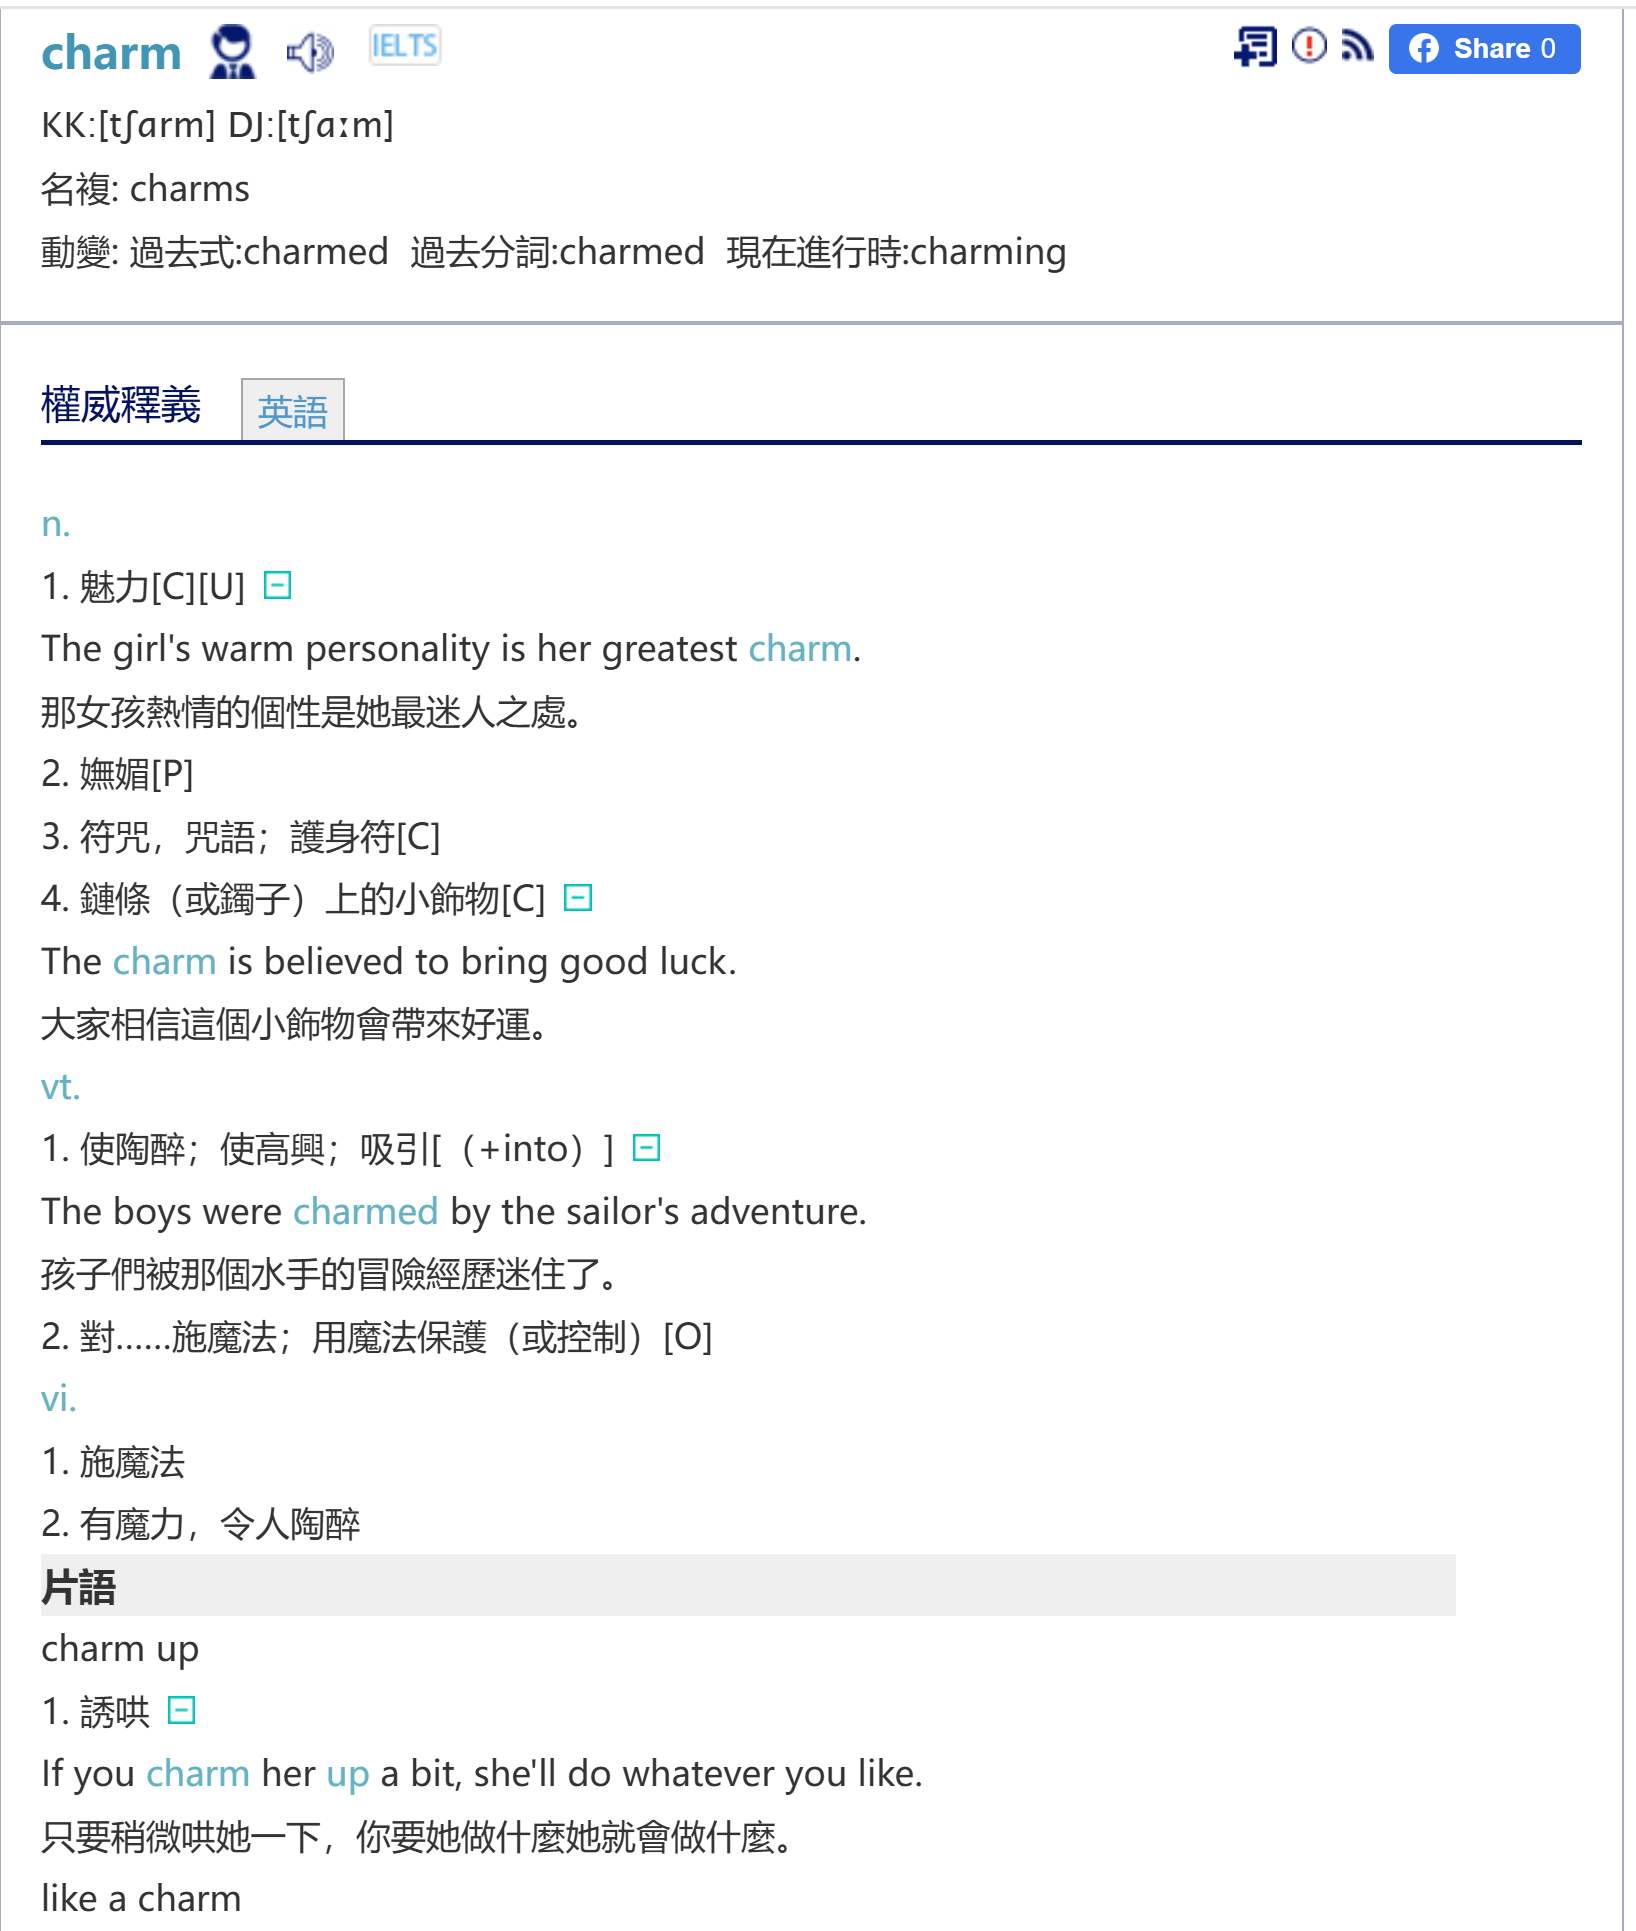 charm IELTS Share 0
KK:[tʃɑrm] DJ:[tʃɑːm]
名複: charms
動變: 過去式:charmed 過去分詞:charmed 現在進行時:charming
權威釋義 英語
n.
1. 魅力[C][U]
The girl's warm personality is her greatest charm.
那女孩熱情的個性是她最迷人之處。
2. 嫵媚[P]
3. 符咒，咒語；護身符[C]
4. 鏈條（或鐲子）上的小飾物[C]
The charm is believed to bring good luck.
大家相信這個小飾物會帶來好運。
vt.
1. 使陶醉；使高興；吸引[（+into）]
The boys were charmed by the sailor's adventure.
孩子們被那個水手的冒險經歷迷住了。
2. 對……施魔法；用魔法保護（或控制）[O]
vi.
1. 施魔法
2. 有魔力，令人陶醉
片語
charm up
1. 誘哄
If you charm her up a bit, she'll do whatever you like.
只要稍微哄她一下，你要她做什麼她就會做什麼。
like a charm